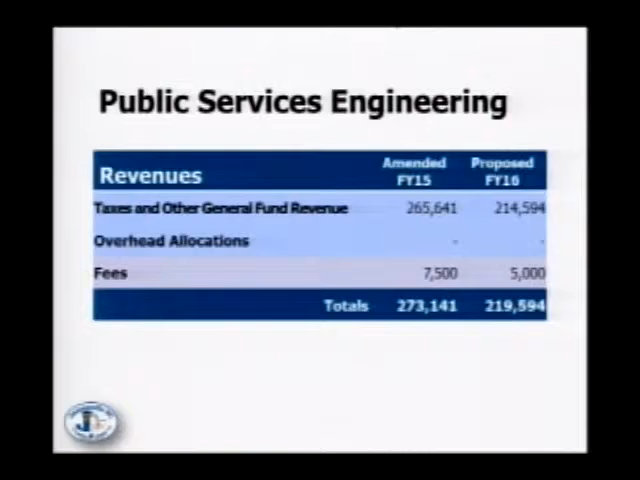 Public Services Engineering
Revenues Amended FY15 Proposed FY16
Taxes and Other General Fund Revenue 265,641 214,594
Overhead Allocations - -
Fees 7,500 5,000
Totals 273,141 219,594